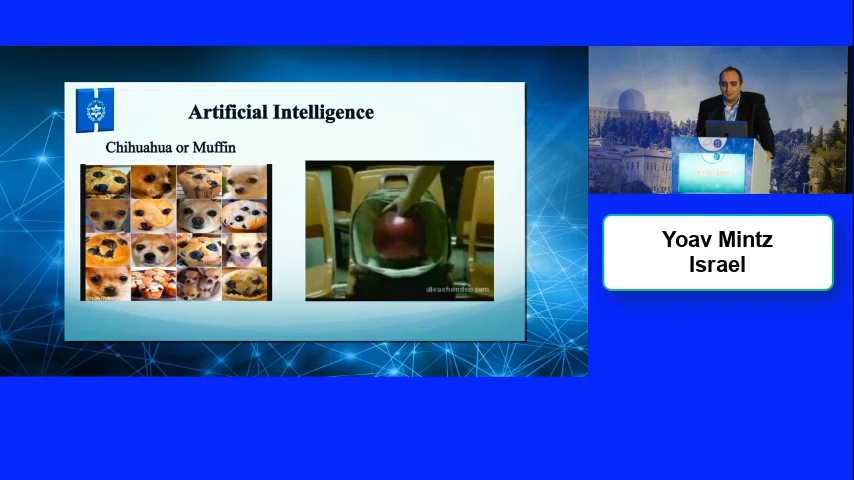 Artificial Intelligence
Chihuahua or Muffin
Yoav Mintz
Israel